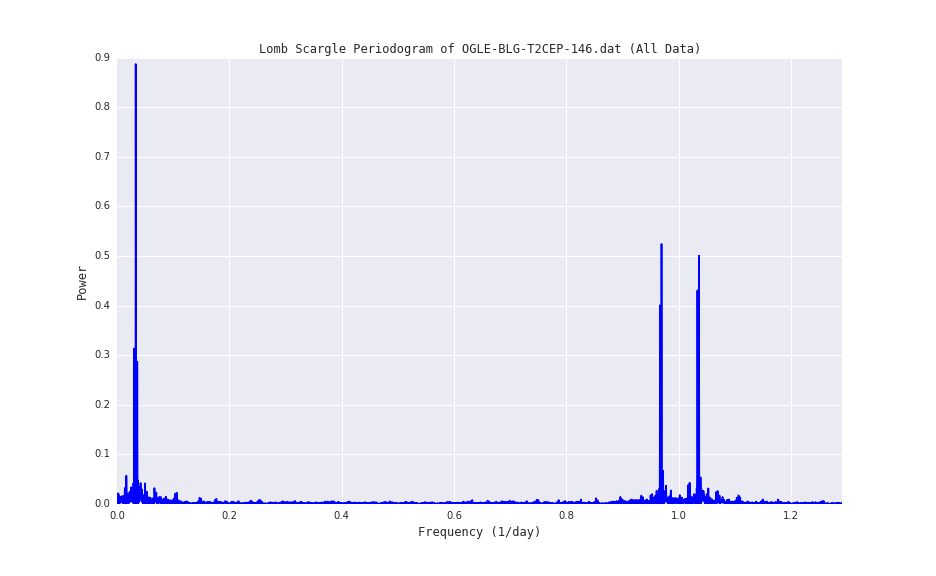 Lomb Scargle Periodogram of OGLE-BLG-T2CEP-146.dat (All Data)
0.9
0.8
0.7
0.6
0.5
0.4
0.3
0.2
0.1
0.0
Power
0.0 0.2 0.4 0.6 0.8 1.0 1.2
Frequency (1/day)